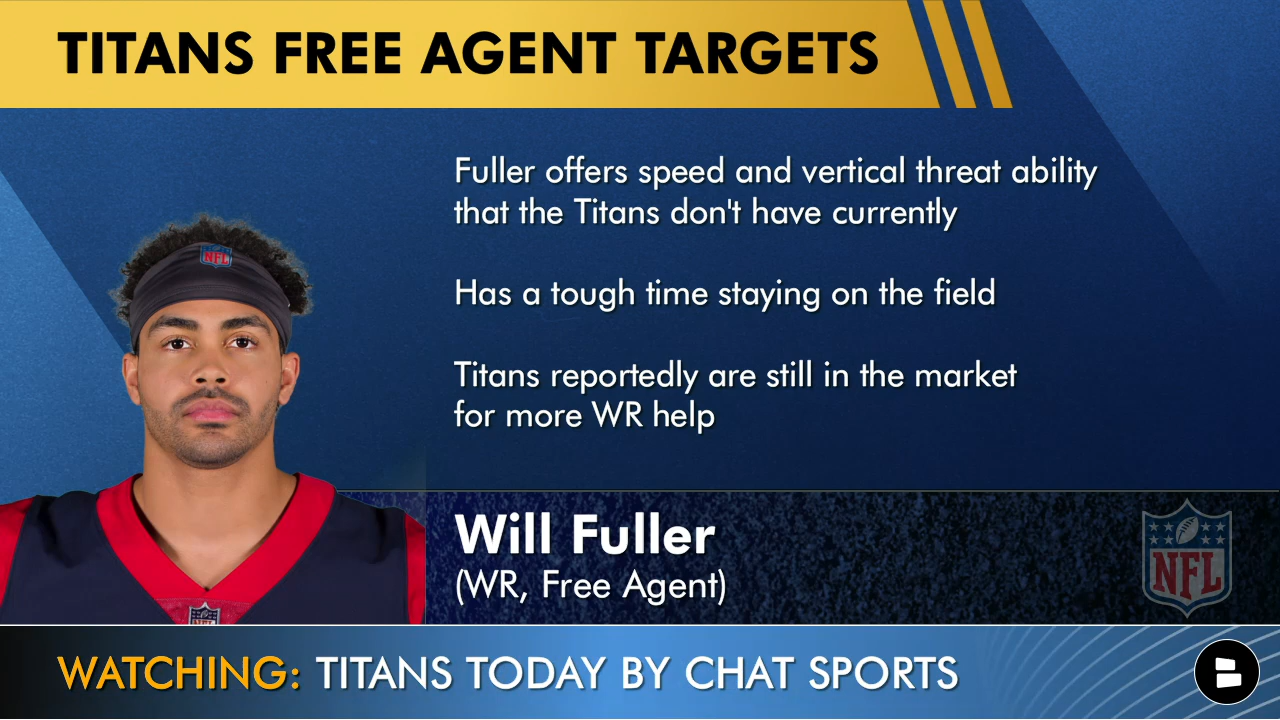 TITANS FREE AGENT TARGETS
Fuller offers speed and vertical threat ability
that the Titans don't have currently
Has a tough time staying on the field
Titans reportedly are still in the market
for more WR help
NFL
Will Fuller
(WR, Free Agent)
NFL
NFL
WATCHING: TITANS TODAY BY CHAT SPORTS